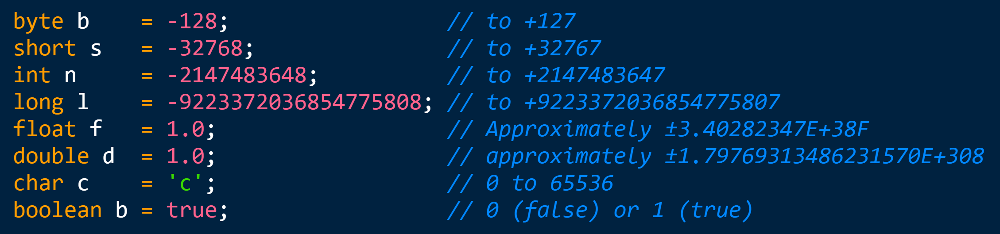 byte b    = -128;                 // to +127
short s   = -32768;               // to +32767
int n     = -2147483648;          // to +2147483647
long l    = -9223372036854775808; // to +9223372036854775807
float f   = 1.0;                  // Approximately ±3.40282347E+38F
double d  = 1.0;                  // approximately ±1.79769313486231570E+308
char c    = 'c';                  // 0 to 65536
boolean b = true;                 // 0 (false) or 1 (true)